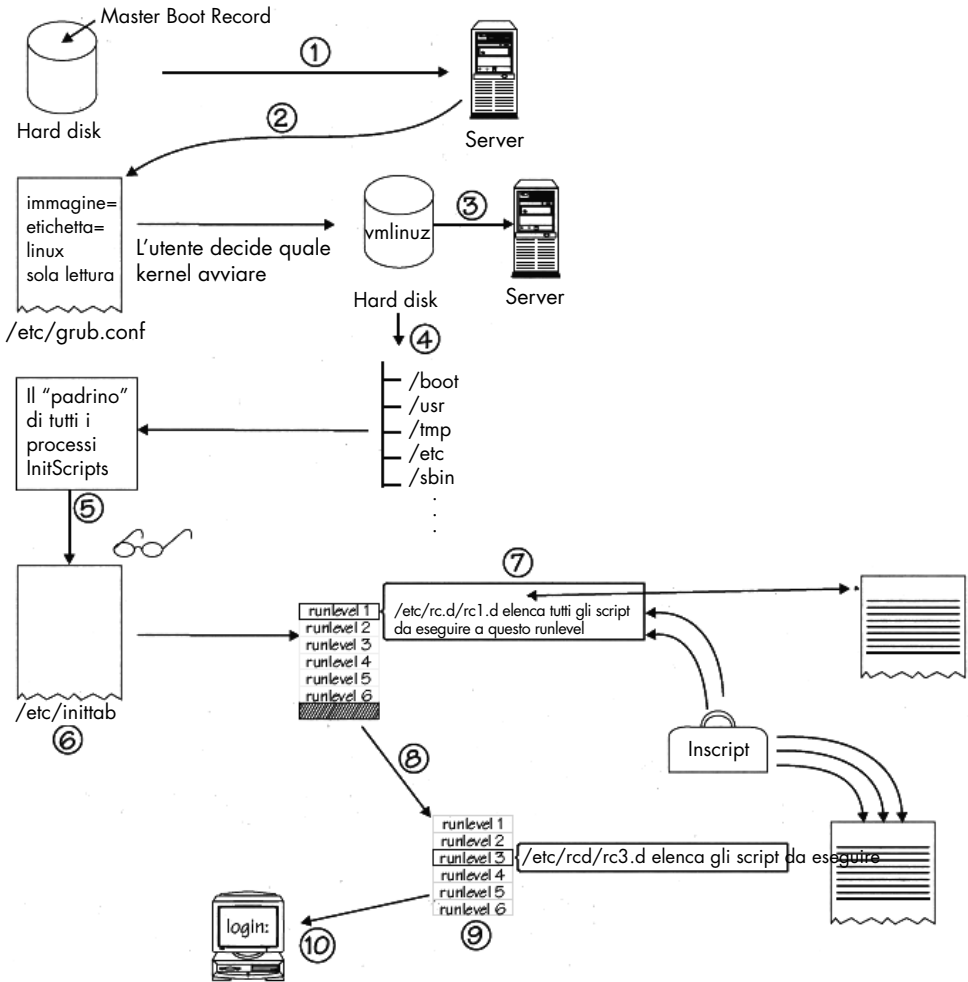 Master Boot Record
①
Hard disk
Server
②
immagine=
etichetta=
linux
sola lettura
L'utente decide quale
kernel avviare
vmlinuz
③
/etc/grub.conf
Hard disk
Server
④
/boot
/usr
/tmp
/etc
/sbin
Il “padrino”
di tutti i
processi
InitScripts
⑤
⑦
/etc/rc.d/rc1.d elenca tutti gli script
da eseguire a questo runlevel
runlevel 1
runlevel 2
runlevel 3
runlevel 4
runlevel 5
runlevel 6
/etc/inittab
⑥
Inscript
⑧
runlevel 1
runlevel 2
runlevel 3
runlevel 4
runlevel 5
runlevel 6
/etc/rcd/rc3.d elenca gli script da eseguire
⑨
login:
⑩